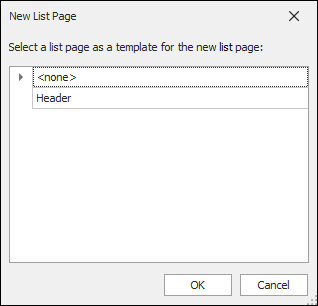 New List Page
Select a list page as a template for the new list page:
<none>
Header
OK
Cancel